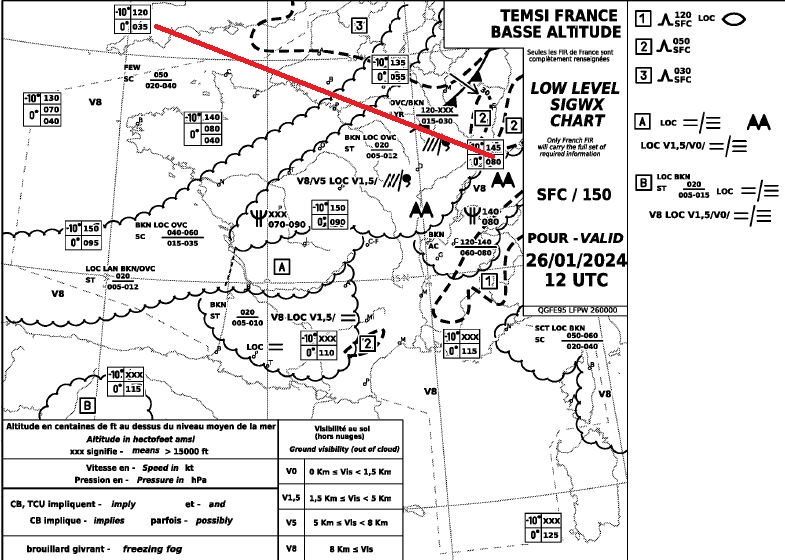 TEMSI FRANCE
BASSE ALTITUDE
Seules les FIR de France sont
complètement renseignées
LOW LEVEL
SIGWX
CHART
Only French FIR
will carry the full set of
required information
SFC / 150
POUR - VALID
26/01/2024
12 UTC
QGFE95 LFPW 260000
1 120 LOC
SFC
2 050
SFC
3 030
SFC
A LOC
LOC V1,5/V0/
B LOC BKN
ST 020 LOC
005-015
V8 LOC V1,5/V0/
-10° 120
0° 035
3
-10° 135
0° 055
FEW
SC 050
020-040
V8
-10° 130
0° 070
040
-10° 140
0° 080
040
OVC/BKN
120-XXX
015-030
2
2
-10° 145
0° 080
BKN LOC OVC
ST 020
005-012
V8/V5 LOC V1,5/
V8
XXX
070-090
-10° 150
0° 090
140
080
-10° 150
0° 095
BKN LOC OVC
SC 040-060
015-035
BKN
AC 120-140
060-080
A
1
LOC LAN BKN/OVC
ST 020
005-012
V8
BKN
ST 020
005-010
V8 LOC V1,5/
LOC
-10° XXX
0° 110
2
-10° XXX
0° 115
SCT LOC BKN
SC 050-060
020-040
V8
V8
-10° XXX
0° 115
B
-10° XXX
0° 125
Altitude en centaines de ft au dessus du niveau moyen de la mer
Altitude in hectofeet amsl
xxx signifie - means > 15000 ft
Vitesse en - Speed in kt
Pression en - Pressure in hPa
CB, TCU impliquent - imply et - and
CB implique - implies parfois - possibly
brouillard givrant - freezing fog
Visibilité au sol
(hors nuages)
Ground visibility (out of cloud)
V0 0 Km ≤ Vis < 1,5 Km
V1,5 1,5 Km ≤ Vis < 5 Km
V5 5 Km ≤ Vis < 8 Km
V8 8 Km ≤ Vis